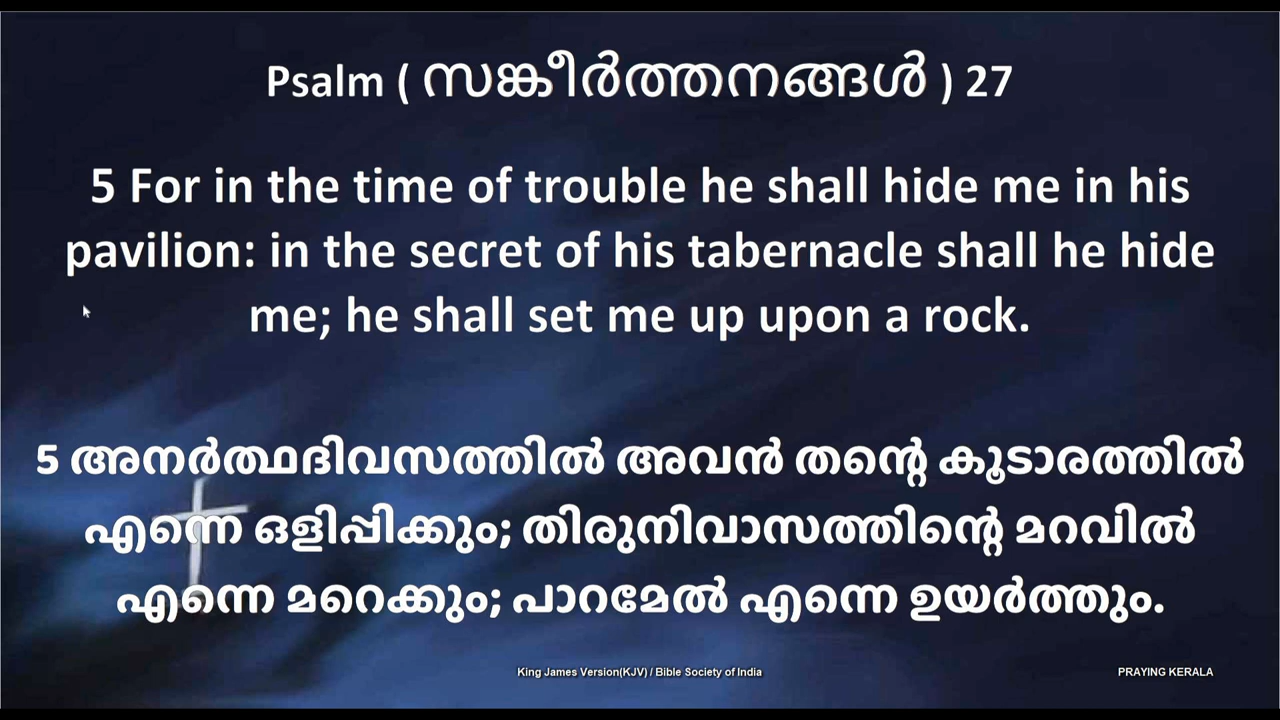 Psalm ( സങ്കീർത്തനങ്ങൾ ) 27
5 For in the time of trouble he shall hide me in his
pavilion: in the secret of his tabernacle shall he hide
me; he shall set me up upon a rock.
5 അനർത്ഥദിവസത്തിൽ അവൻ തന്റെ കൂടാരത്തിൽ
എന്നെ ഒളിപ്പിക്കും; തിരുനിവാസത്തിന്റെ മറവിൽ
എന്നെ മറെക്കും; പാറമേൽ എന്നെ ഉയർത്തും.
King James Version(KJV) / Bible Society of India
PRAYING KERALA